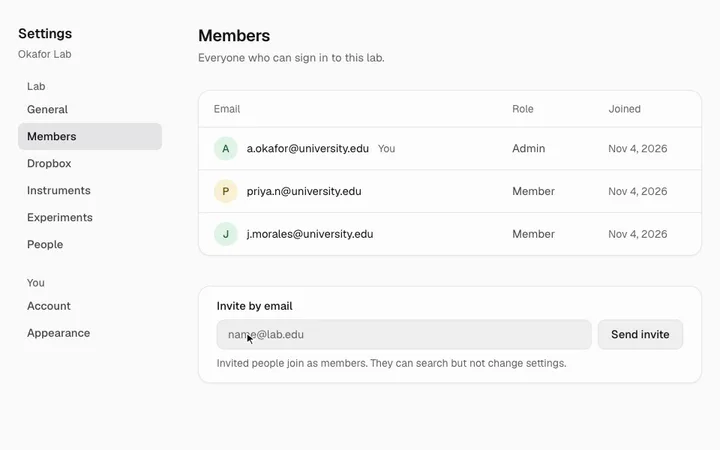 Settings
Okafor Lab
Lab
General
Members
Dropbox
Instruments
Experiments
People
You
Account
Appearance
Members
Everyone who can sign in to this lab.
Email Role Joined
A a.okafor@university.edu You Admin Nov 4, 2026
P priya.n@university.edu Member Nov 4, 2026
J j.morales@university.edu Member Nov 4, 2026
Invite by email
name@lab.edu Send invite
Invited people join as members. They can search but not change settings.